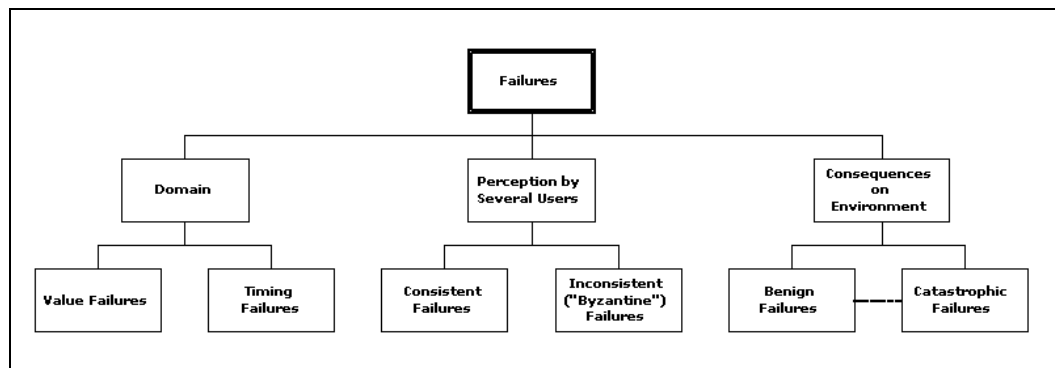 Failures
Domain
Perception by
Several Users
Consequences
on
Environment
Value Failures
Timing
Failures
Consistent
Failures
Inconsistent
("Byzantine")
Failures
Benign
Failures
Catastrophic
Failures